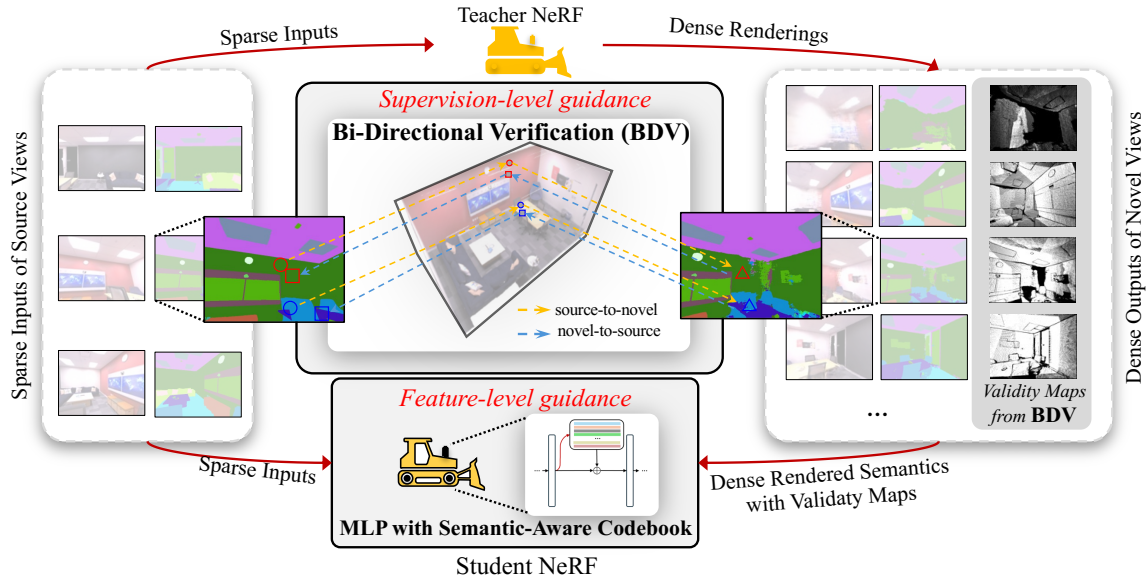 Teacher NeRF
Sparse Inputs
Dense Renderings
Sparse Inputs of Source Views
Supervision-level guidance
Bi-Directional Verification (BDV)
source-to-novel
novel-to-source
Dense Outputs of Novel Views
...
Validity Maps
from BDV
Feature-level guidance
...
...
...
MLP with Semantic-Aware Codebook
Sparse Inputs
Dense Rendered Semantics
with Validaty Maps
Student NeRF